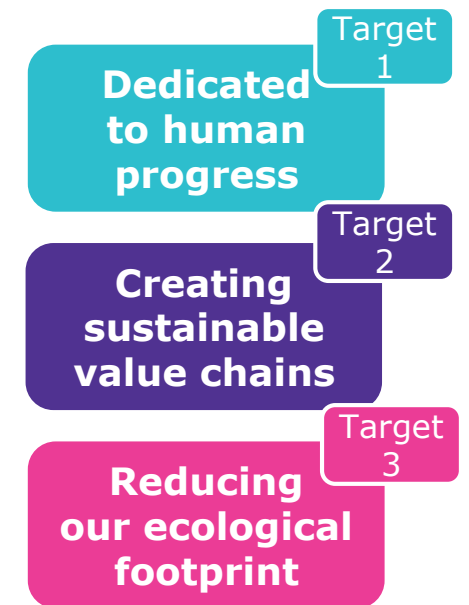 Target
1
Dedicated
to human
progress
Target
2
Creating
sustainable
value chains
Target
3
Reducing
our ecological
footprint